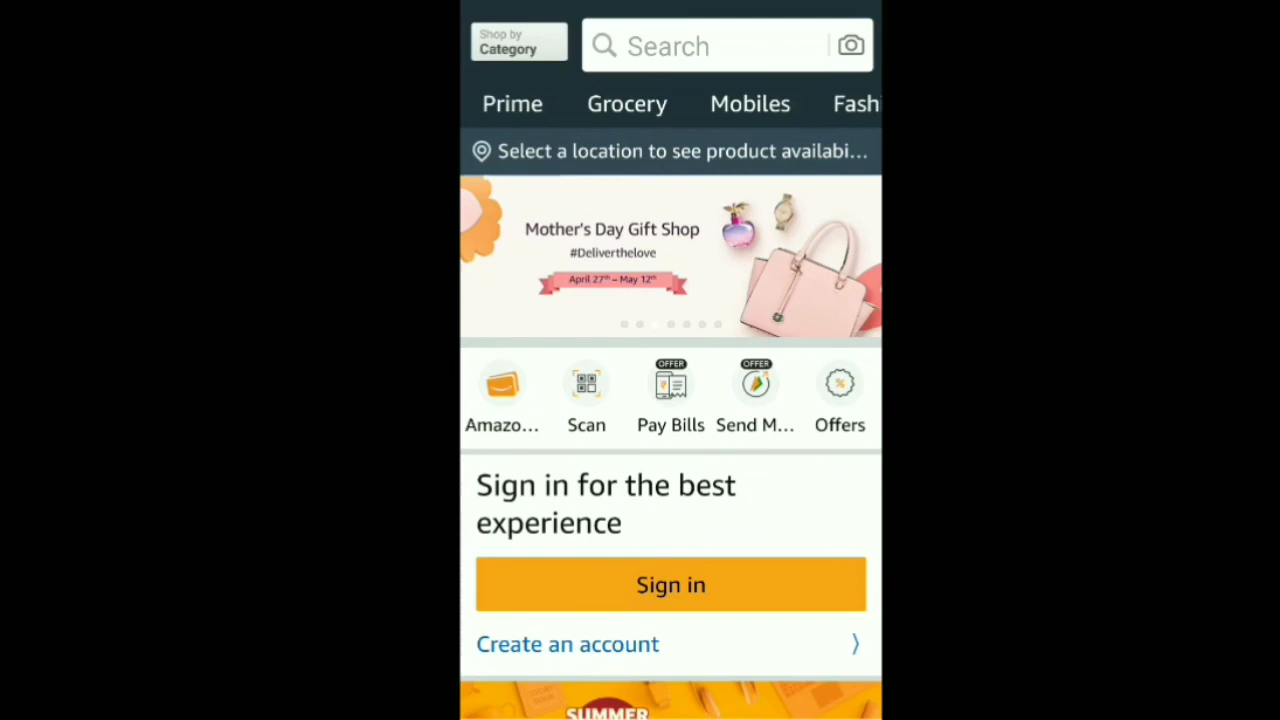 Shop by
Category
Search
Prime Grocery Mobiles Fash
Select a location to see product availabi...
Mother's Day Gift Shop
#Deliverthelove
April 27th – May 12th
OFFER OFFER
Amazo... Scan Pay Bills Send M... Offers
Sign in for the best
experience
Sign in
Create an account
SUMMER